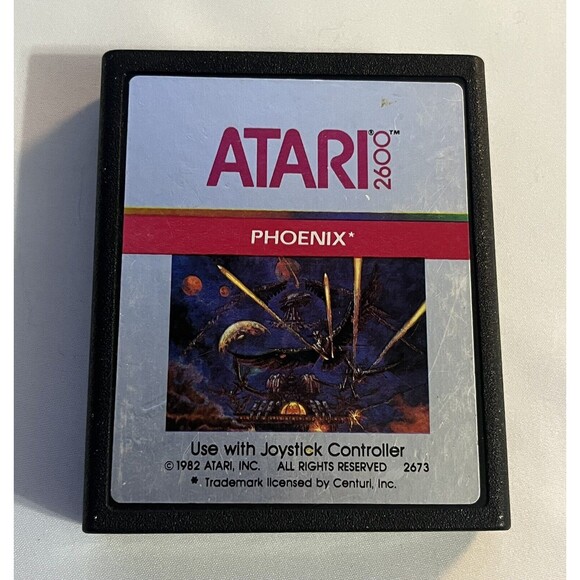 ATARI® 2600™
PHOENIX*
Use with Joystick Controller
© 1982 ATARI, INC. ALL RIGHTS RESERVED 2673
* Trademark licensed by Centuri, Inc.